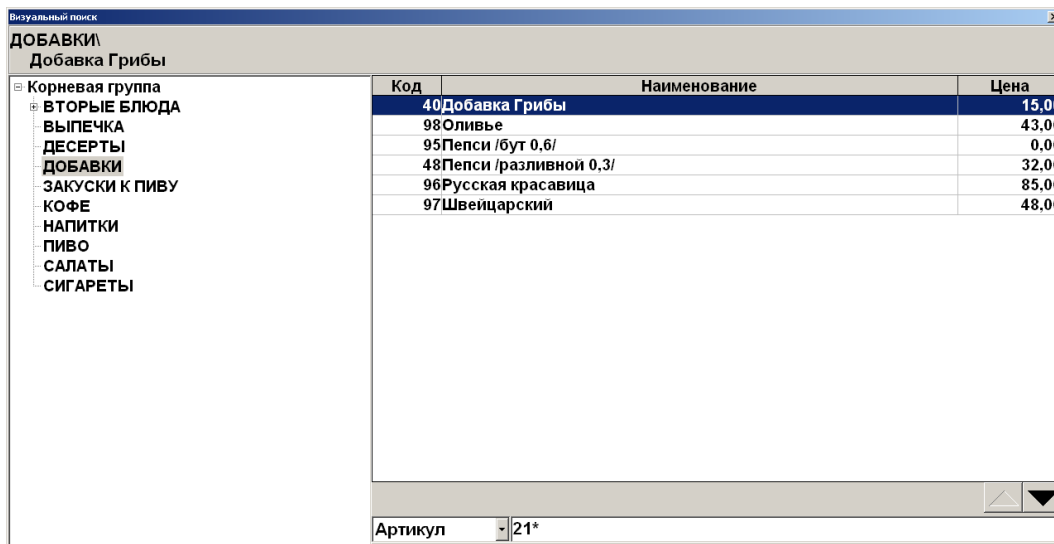 Визуальный поиск
ДОБАВКИ\
Добавка Грибы
Корневая группа
ВТОРЫЕ БЛЮДА
ВЫПЕЧКА
ДЕСЕРТЫ
ДОБАВКИ
ЗАКУСКИ К ПИВУ
КОФЕ
НАПИТКИ
ПИВО
САЛАТЫ
СИГАРЕТЫ
Код Наименование Цена
40 Добавка Грибы 15,0
98 Оливье 43,0
95 Пепси /бут 0,6/ 0,0
48 Пепси /разливной 0,3/ 32,0
96 Русская красавица 85,0
97 Швейцарский 48,0
Артикул 21*